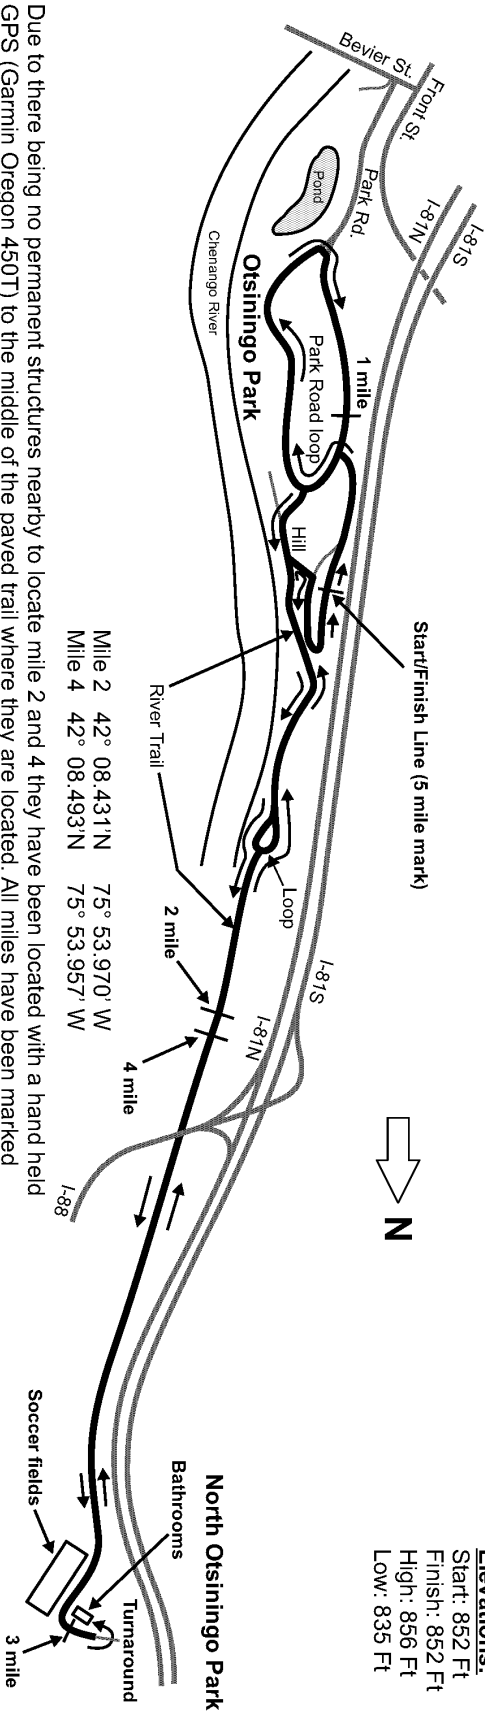 Bevier St.
Front St.
Park Rd.
I-81N
I-81S
Pond
Chenango River
Otsiningo Park
Park Road loop
1 mile
Hill
Start/Finish Line (5 mile mark)
River Trail
Loop
Mile 2 42° 08.431'N 75° 53.970' W
Mile 4 42° 08.493'N 75° 53.957' W
2 mile
4 mile
I-81S
I-81N
I-88
N
Elevations:
Start: 852 Ft
Finish: 852 Ft
High: 856 Ft
Low: 835 Ft
North Otsiningo Park
Bathrooms
Turnaround
Soccer fields
3 mile
Due to there being no permanent structures nearby to locate mile 2 and 4 they have been located with a hand held
GPS (Garmin Oregon 450T) to the middle of the paved trail where they are located. All miles have been marked